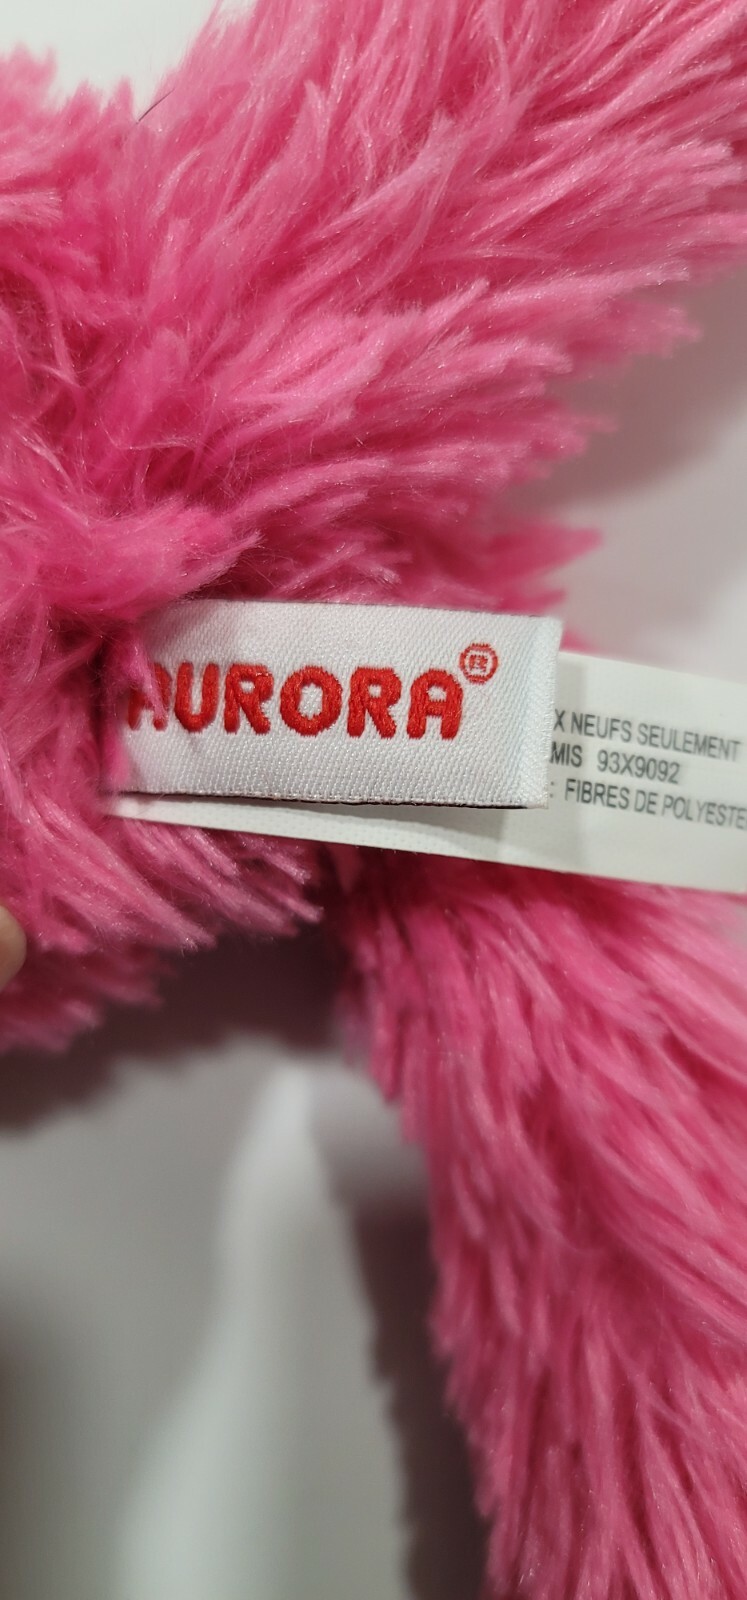 AURORA®
X NEUFS SEULEMENT
MIS 93X9092
: FIBRES DE POLYESTE